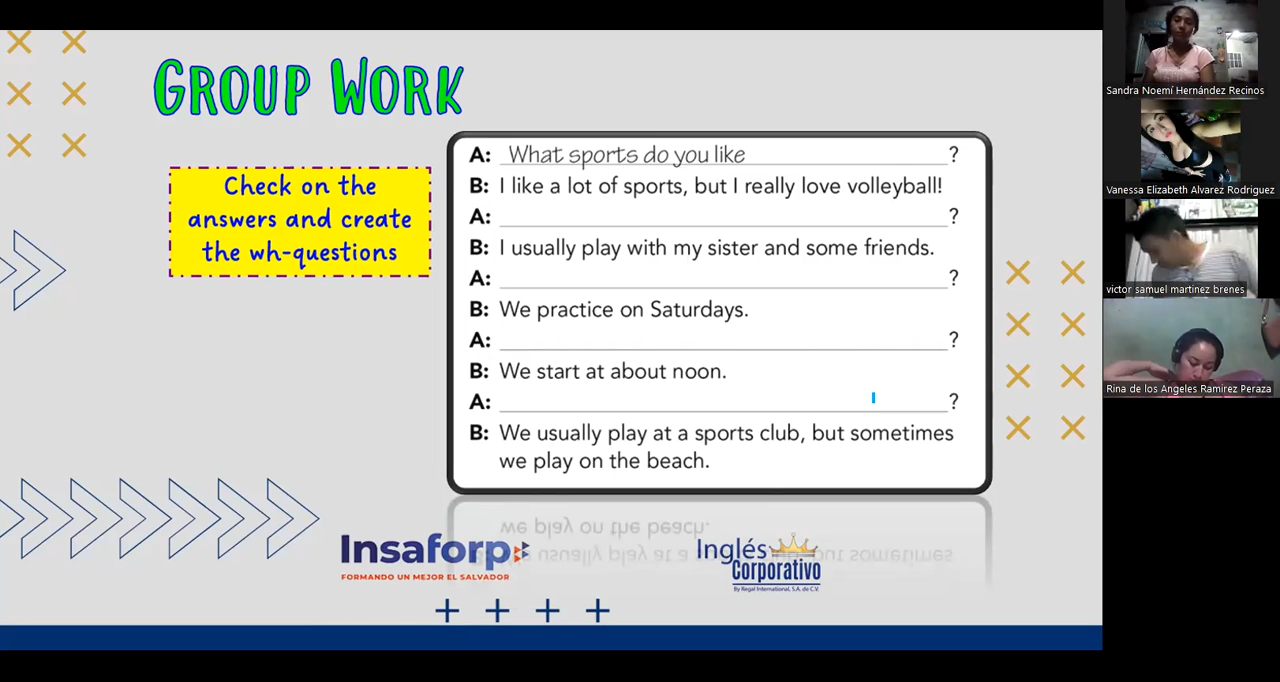 GROUP WORK
Check on the
answers and create
the wh-questions
A: What sports do you like ?
B: I like a lot of sports, but I really love volleyball!
A: ?
B: I usually play with my sister and some friends.
A: ?
B: We practice on Saturdays.
A: ?
B: We start at about noon.
A: ?
B: We usually play at a sports club, but sometimes
we play on the beach.
Insaforp
FORMANDO UN MEJOR EL SALVADOR
Inglés
Corporativo
By Regal International, S.A. de C.V.
Sandra Noemí Hernández Recinos
Vanessa Elizabeth Alvarez Rodriguez
victor samuel martinez brenes
Rina de los Angeles Ramirez Peraza